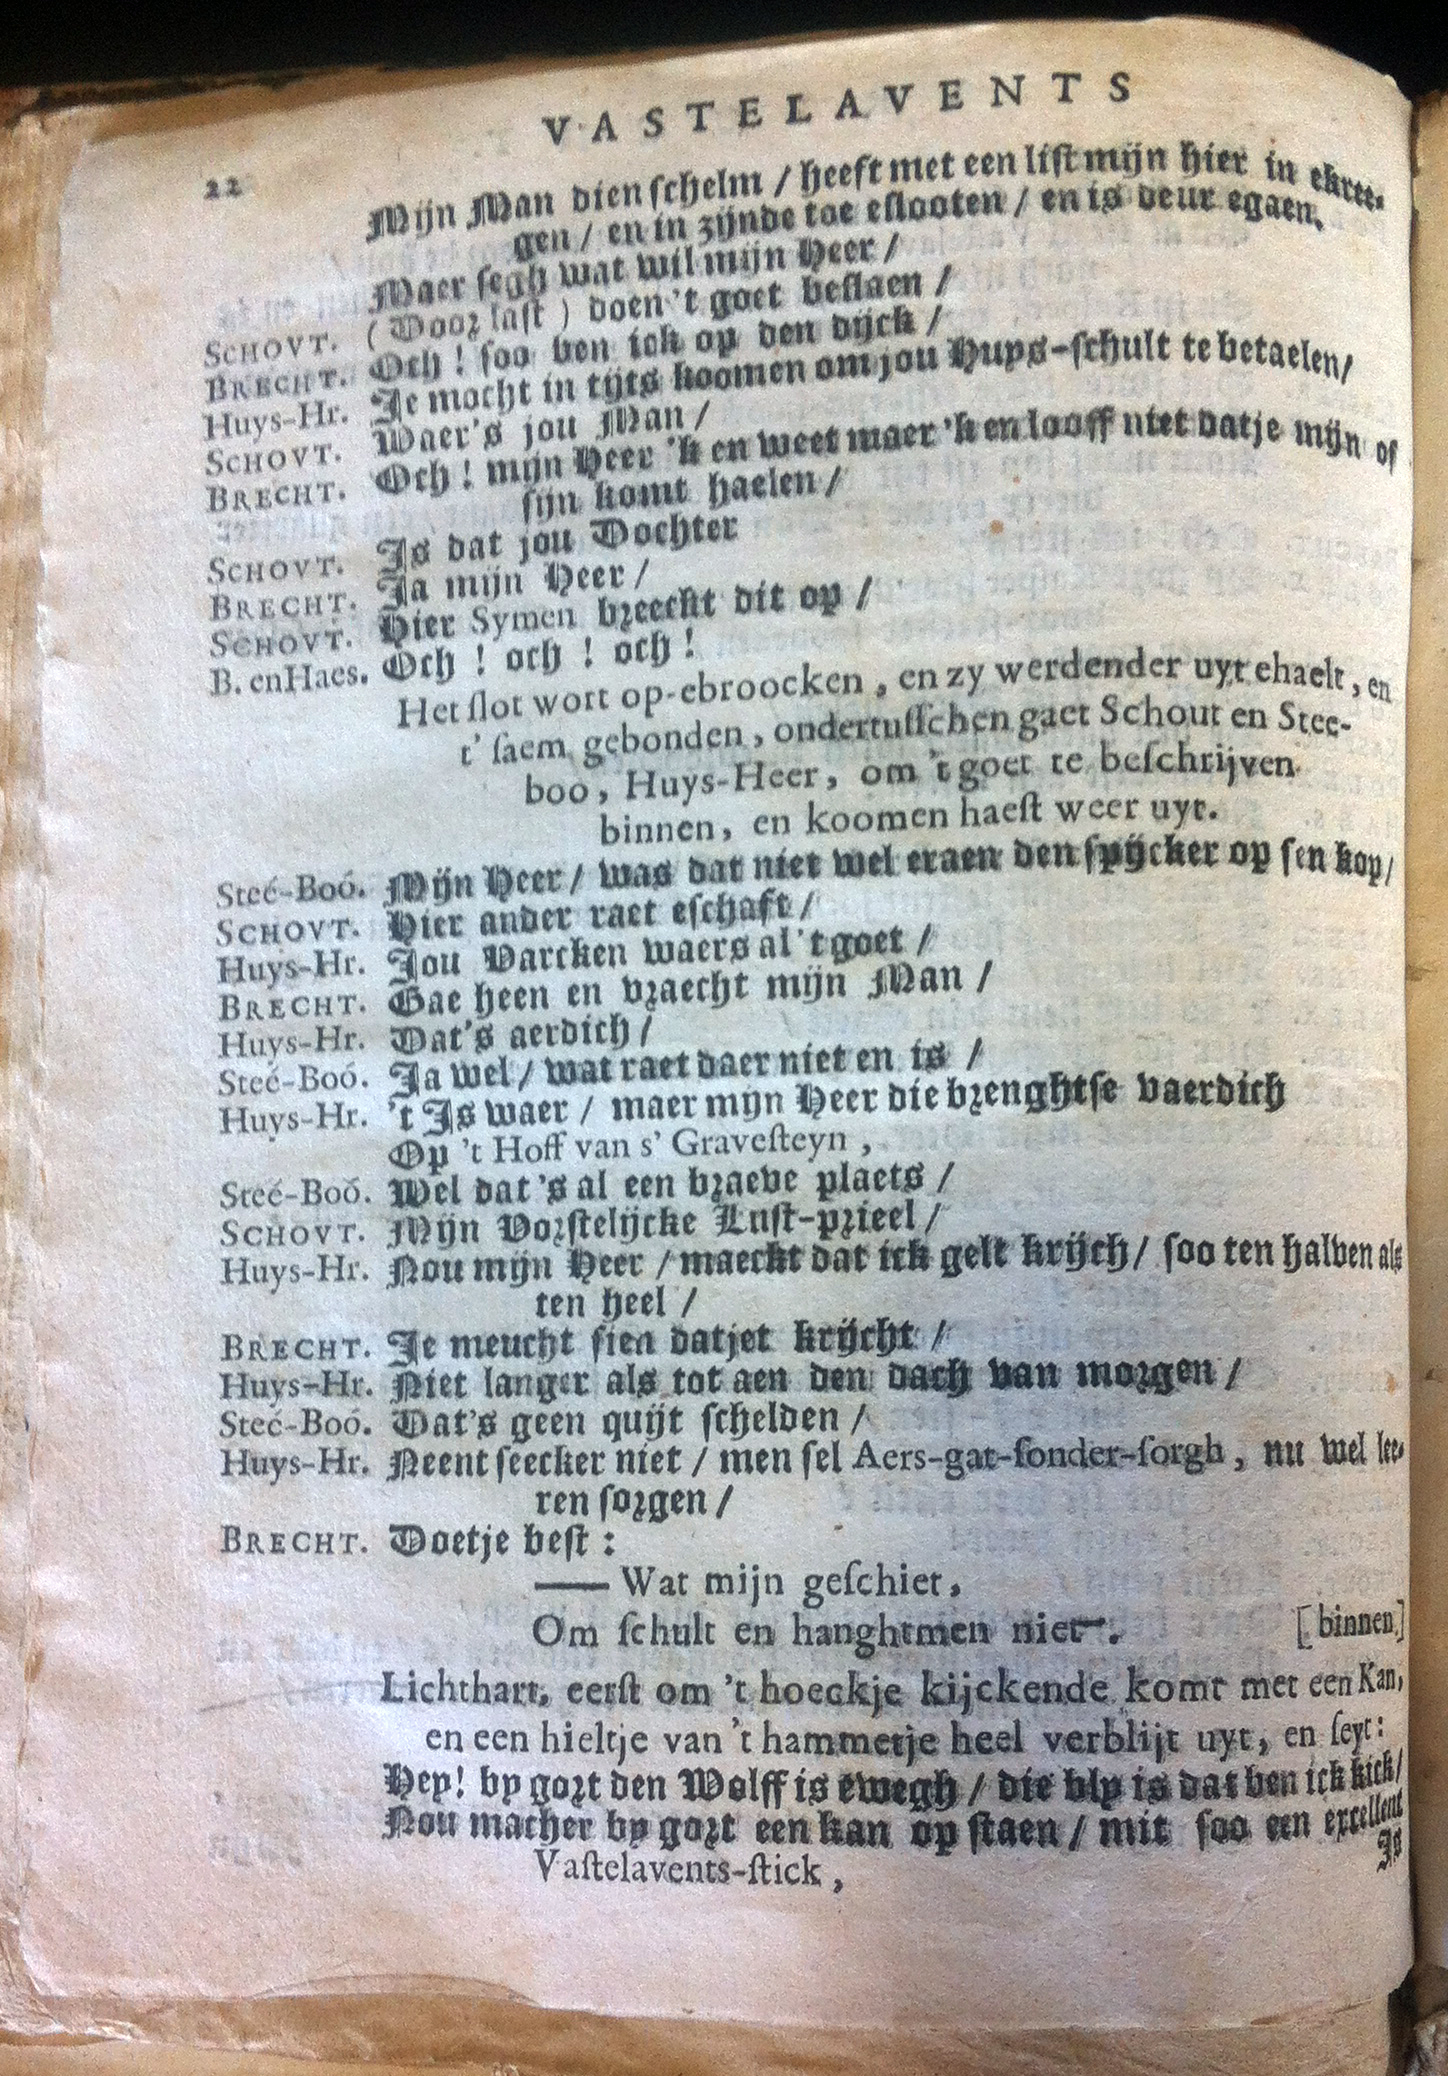 VASTELAVENTS
22
Mijn Man dien schelm / heeft met een list mijn hier in ekree-
gen / en in zijnde toe eslooten / en is deur egaen.
Maer segh wat wil mijn Heer /
SCHOVT. (Door last) doen 't goet beslaen /
BRECHT. Och ! soo ben ick op den dijck /
Huys-Hr. Je mocht in tijts koomen om jou Huys-schult te betaelen /
SCHOVT. Waer's jou Man /
BRECHT. Och ! mijn Heer 'k en weet maer 'k en looff niet datje mijn of
sijn komt haelen /
SCHOVT. Is dat jou Dochter
BRECHT. Ja mijn Heer /
SCHOVT. Hier Symen breeckt dit op /
B. en Haes. Och ! och ! och !
Het slot wort op-ebroocken, en zy werdender uyt ehaelt, en
t' saem gebonden, ondertusschen gaet Schout en Stee-
boo, Huys-Heer, om 't goet te beschrijven
binnen, en koomen haest weer uyt.
Steé-Boó. Mijn Heer / was dat niet wel eraen den spijcker op sen kop /
SCHOVT. Hier ander raet eschaft /
Huys-Hr. Jou Varcken waers al 't goet /
BRECHT. Gae heen en vraecht mijn Man /
Huys-Hr. Dat's aerdich /
Steé-Boó. Ja wel / wat raet daer niet en is /
Huys-Hr. 't Is waer / maer mijn Heer die brenghtse vaerdich
Op 't Hoff van s' Gravesteyn,
Steé-Boó. Wel dat 's al een braeve plaets /
SCHOVT. Mijn Vorstelijcke Lust-prieel /
Huys-Hr. Nou mijn Heer / maeckt dat ick gelt krijch / soo ten halven als
ten heel /
BRECHT. Je meucht sien datjet krijcht /
Huys-Hr. Niet langer als tot aen den dach van morgen /
Steé-Boó. Dat's geen quijt schelden /
Huys-Hr. Neent seecker niet / men sel Aers-gat-sonder-sorgh, nu wel lee-
ren sorgen /
BRECHT. Doetje best :
— Wat mijn geschiet,
Om schult en hanghtmen niet—. [binnen.]
Lichthart, eerst om 't hoeckje kijckende komt met een Kan,
en een hieltje van 't hammetje heel verblijt uyt, en seyt:
Hey! by gort den Wolff is ewegh / die bly is dat ben ick kick /
Nou macher by gort een kan op staen / mit soo een excellent
Vastelavents-stick,
Is